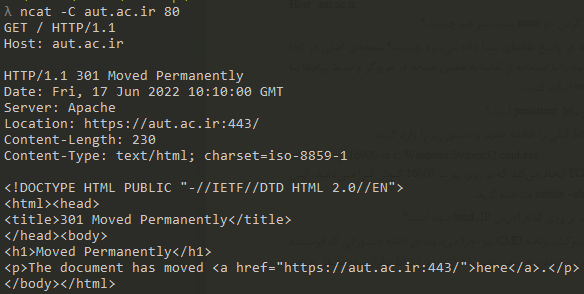 λ ncat -C aut.ac.ir 80
GET / HTTP/1.1
Host: aut.ac.ir

HTTP/1.1 301 Moved Permanently
Date: Fri, 17 Jun 2022 10:10:00 GMT
Server: Apache
Location: https://aut.ac.ir:443/
Content-Length: 230
Content-Type: text/html; charset=iso-8859-1

<!DOCTYPE HTML PUBLIC "-//IETF//DTD HTML 2.0//EN">
<html><head>
<title>301 Moved Permanently</title>
</head><body>
<h1>Moved Permanently</h1>
<p>The document has moved <a href="https://aut.ac.ir:443/">here</a>.</p>
</body></html>